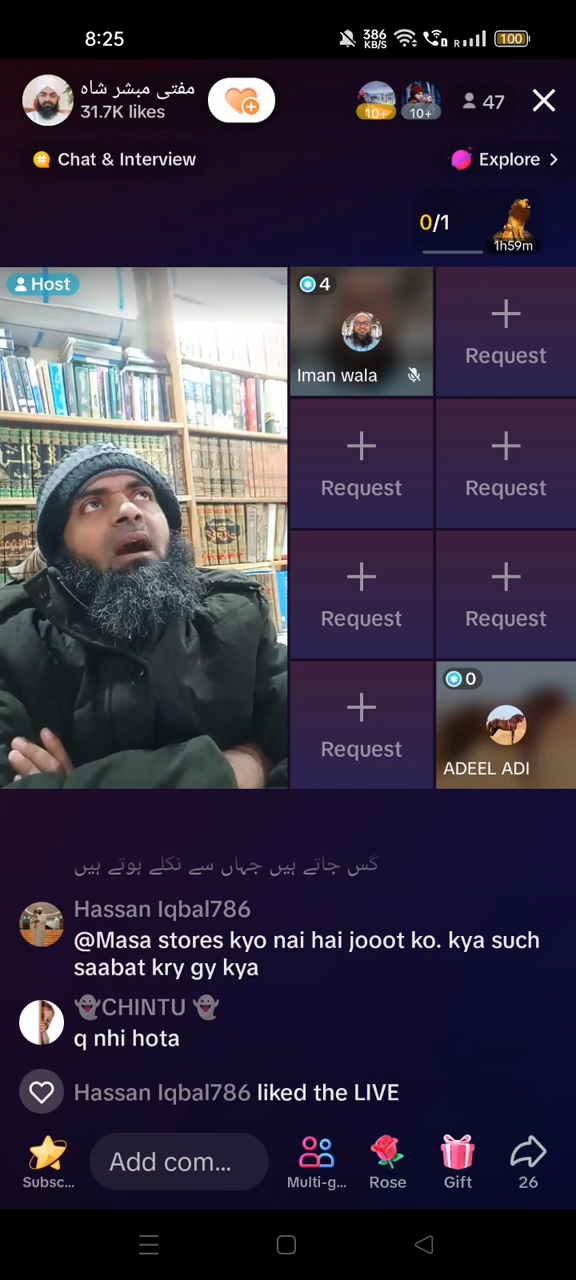 8:25
386
KB/S
R
100
مفتی مبشر شاہ
31.7K likes
10+
10+
47
Chat & Interview
Explore
0/1
1h59m
Host
4
Iman wala
Request
Request
Request
Request
Request
Request
0
ADEEL ADI
گس جاتے ہیں جہاں سے نکلے ہوتے ہیں
Hassan Iqbal786
@Masa stores kyo nai hai jooot ko. kya such
saabat kry gy kya
👻CHINTU 👻
q nhi hota
Hassan Iqbal786 liked the LIVE
Subsc...
Add com...
Multi-g...
Rose
Gift
26